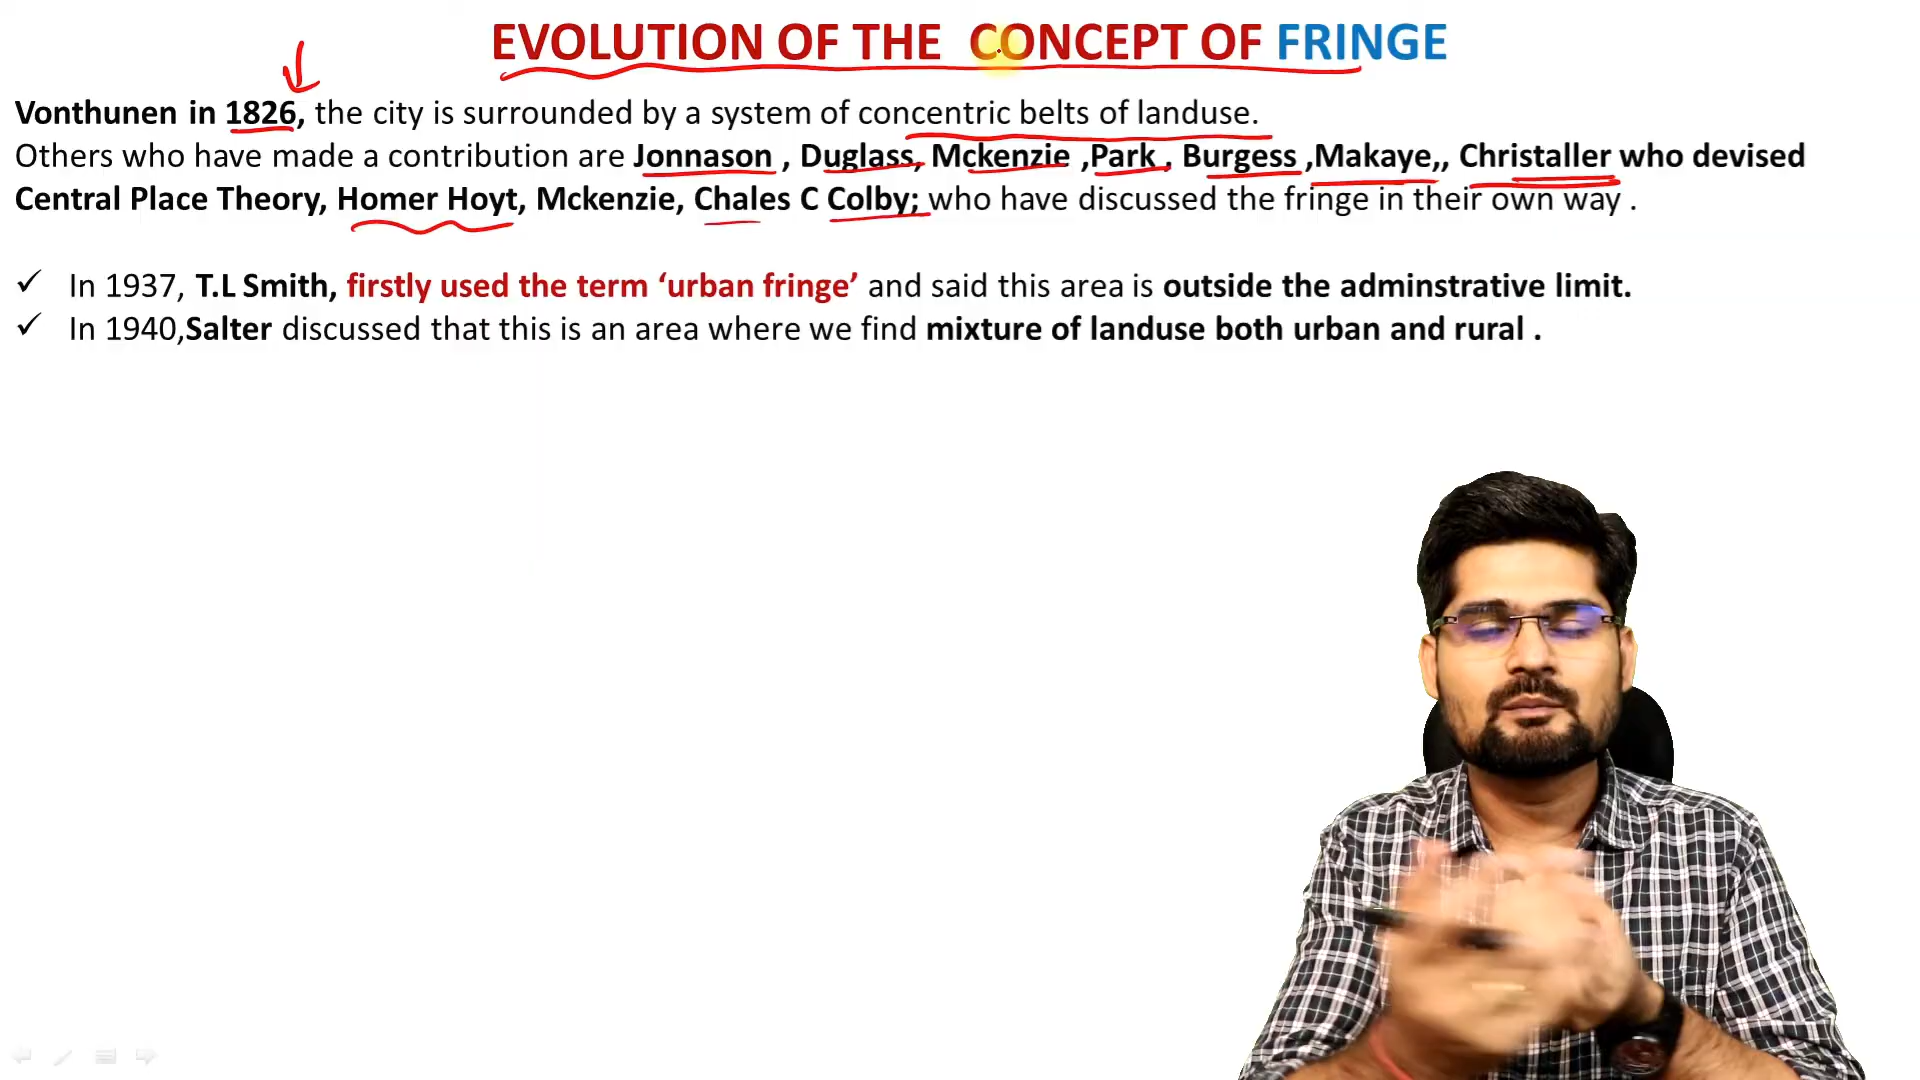 EVOLUTION OF THE CONCEPT OF FRINGE
Vonthunen in 1826, the city is surrounded by a system of concentric belts of landuse.
Others who have made a contribution are Jonnason , Duglass, Mckenzie ,Park , Burgess ,Makaye,, Christaller who devised
Central Place Theory, Homer Hoyt, Mckenzie, Chales C Colby; who have discussed the fringe in their own way .
✓ In 1937, T.L Smith, firstly used the term ‘urban fringe’ and said this area is outside the adminstrative limit.
✓ In 1940,Salter discussed that this is an area where we find mixture of landuse both urban and rural .